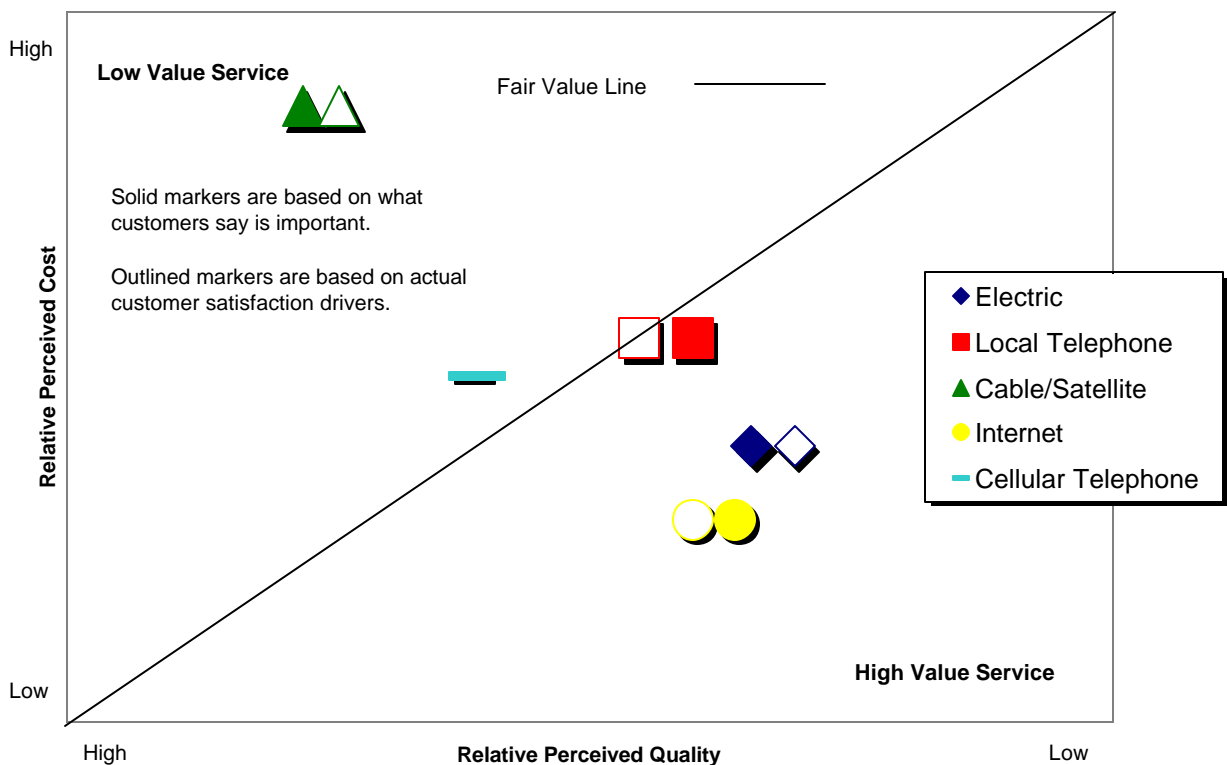 High
Low Value Service
Fair Value Line
Solid markers are based on what
customers say is important.
Outlined markers are based on actual
customer satisfaction drivers.
Relative Perceived Cost
Electric
Local Telephone
Cable/Satellite
Internet
Cellular Telephone
High Value Service
Low
High
Relative Perceived Quality
Low